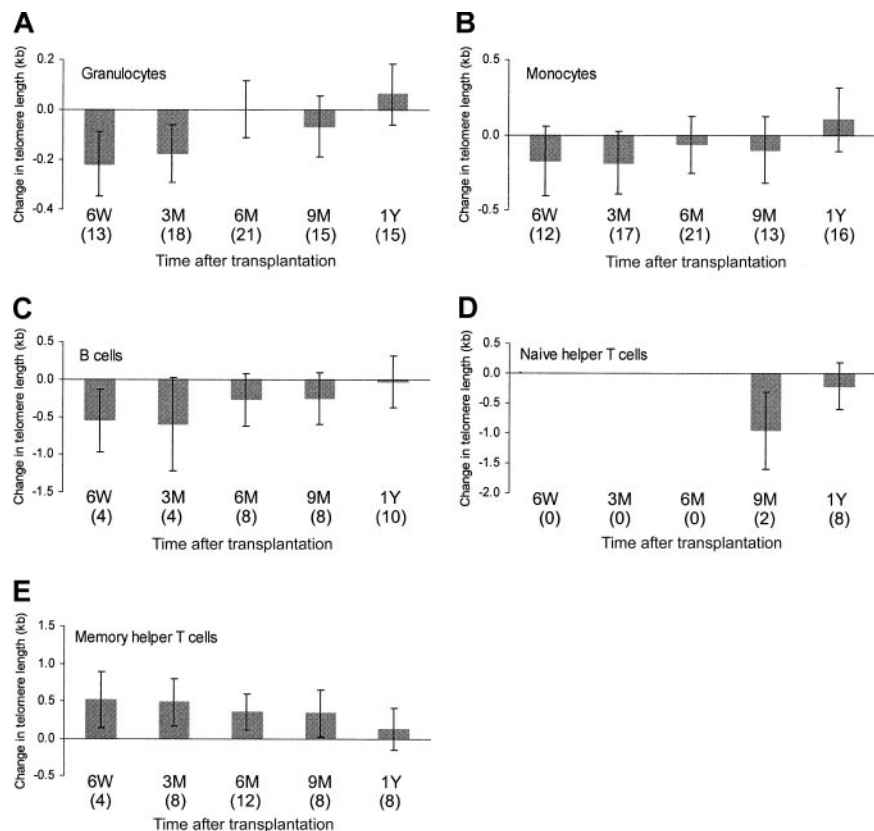 A
Change in telomere length (kb)
0.2
0.0
-0.2
-0.4
Granulocytes
6W 3M 6M 9M 1Y
(13) (18) (21) (15) (15)
Time after transplantation
B
Change in telomere length (kb)
0.5
0.0
-0.5
Monocytes
6W 3M 6M 9M 1Y
(12) (17) (21) (13) (16)
Time after transplantation
C
Change in telomere length (kb)
0.5
0.0
-0.5
-1.0
-1.5
B cells
6W 3M 6M 9M 1Y
(4) (4) (8) (8) (10)
Time after transplantation
D
Change in telomere length (kb)
0.5
0.0
-0.5
-1.0
-1.5
-2.0
Naive helper T cells
6W 3M 6M 9M 1Y
(0) (0) (0) (2) (8)
Time after transplantation
E
Change in telomere length (kb)
1.5
1.0
0.5
0.0
-0.5
Memory helper T cells
6W 3M 6M 9M 1Y
(4) (8) (12) (8) (8)
Time after transplantation